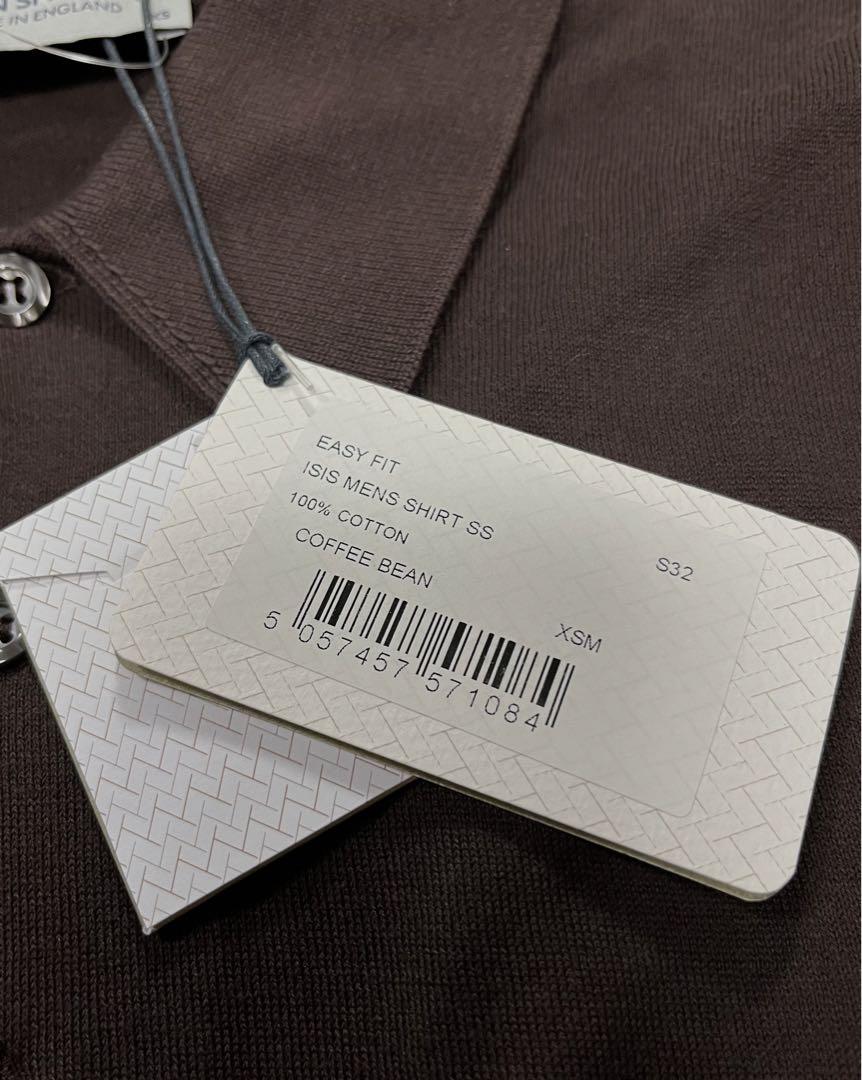 E IN ENGLAND
EASY FIT
ISIS MENS SHIRT SS
100% COTTON
COFFEE BEAN
S32
XSM
5 057457 571084